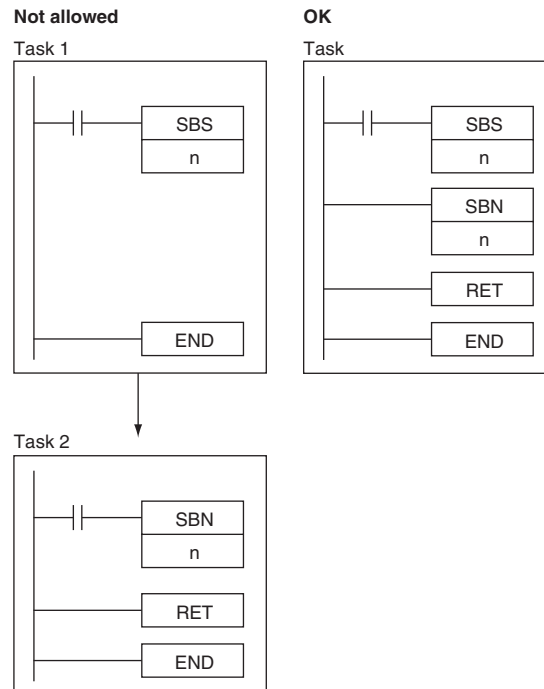 Not allowed
Task 1
SBS
n
END
Task 2
SBN
n
RET
END
OK
Task
SBS
n
SBN
n
RET
END